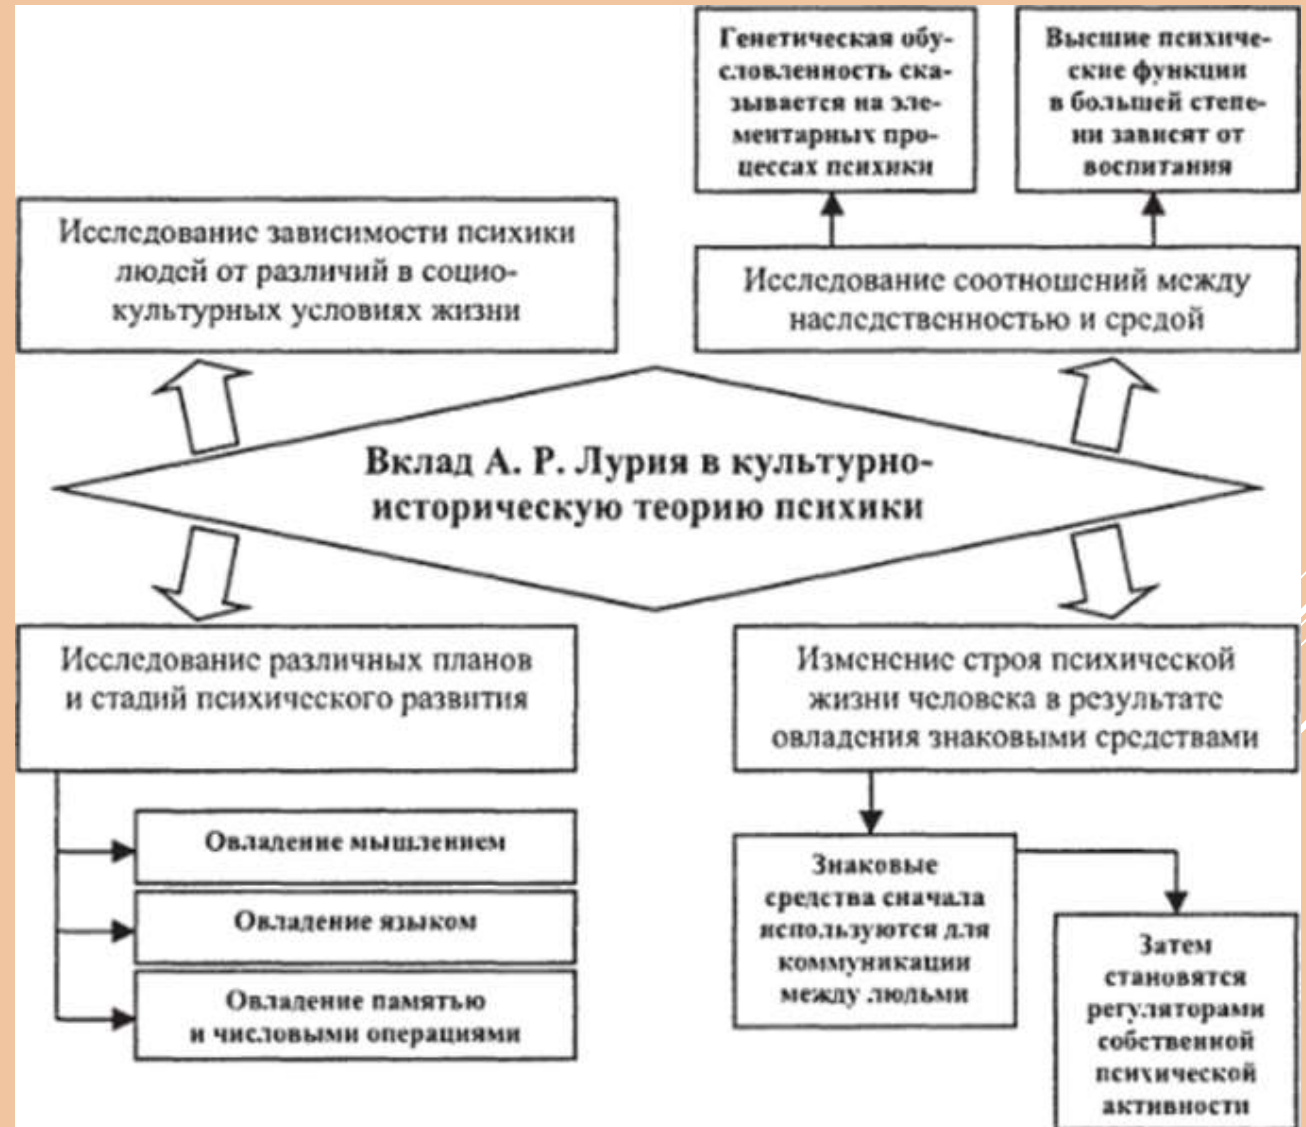 Генетическая обу-
словленность ска-
зывается на эле-
ментарных про-
цессах психики
Высшие психиче-
ские функции
в большей степе-
ни зависят от
воспитания
Исследование зависимости психики
людей от различий в социо-
культурных условиях жизни
Исследование соотношений между
наследственностью и средой
Вклад А. Р. Лурия в культурно-
историческую теорию психики
Исследование различных планов
и стадий психического развития
Овладение мышлением
Овладение языком
Овладение памятью
и числовыми операциями
Изменение строя психической
жизни человека в результате
овладения знаковыми средствами
Знаковые
средства сначала
используются для
коммуникации
между людьми
Затем
становятся
регуляторами
собственной
психической
активности